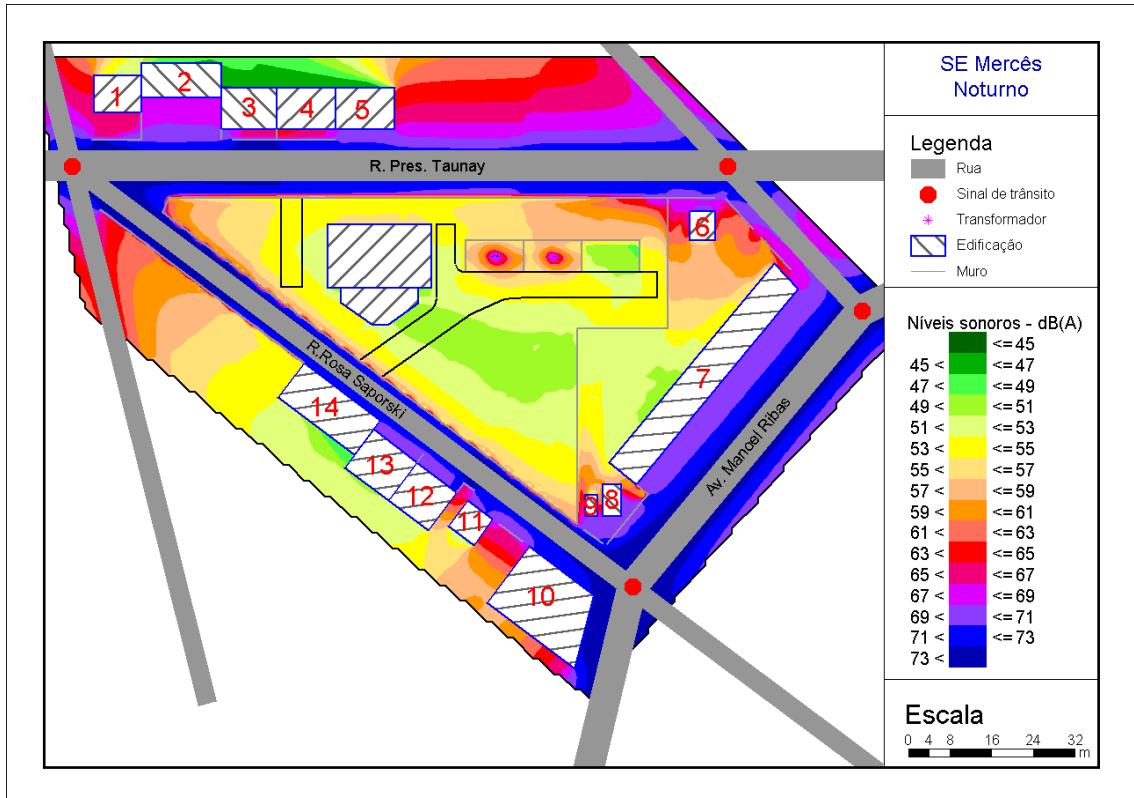 SE Mercês
Noturno
Legenda
Rua
Sinal de trânsito
Transformador
Edificação
Muro
Níveis sonoros - dB(A)
<= 45
45 < <= 47
47 < <= 49
49 < <= 51
51 < <= 53
53 < <= 55
55 < <= 57
57 < <= 59
59 < <= 61
61 < <= 63
63 < <= 65
65 < <= 67
67 < <= 69
69 < <= 71
71 < <= 73
73 <
Escala
0 4 8 16 24 32
m
1
2
3
4
5
R. Pres. Taunay
6
7
R.Rosa Saporski
Av. Manoel Ribas
14
13
12
11
9
8
10